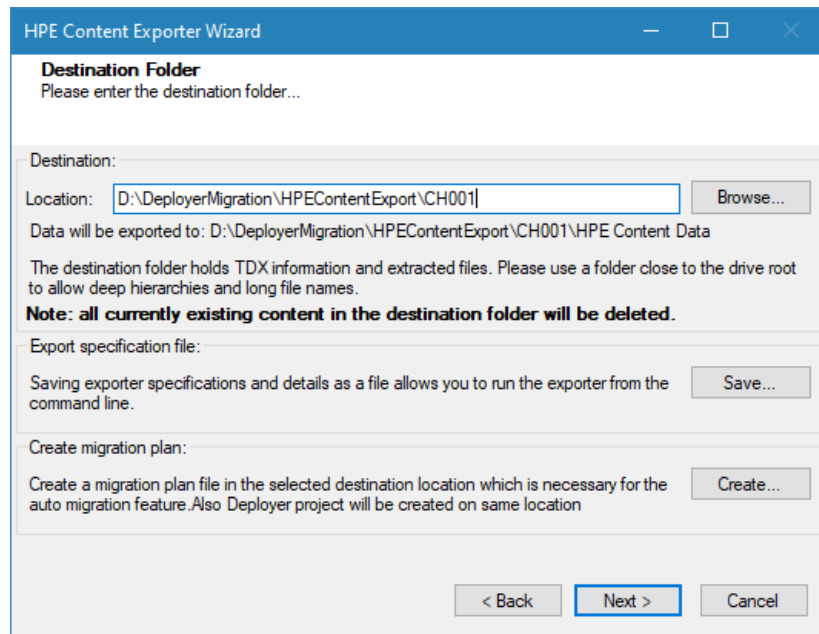 HPE Content Exporter Wizard
Destination Folder
Please enter the destination folder...
Destination:
Location: D:\DeployerMigration\HPEContentExport\CH001 Browse...
Data will be exported to: D:\DeployerMigration\HPEContentExport\CH001\HPE Content Data
The destination folder holds TDX information and extracted files. Please use a folder close to the drive root
to allow deep hierarchies and long file names.
Note: all currently existing content in the destination folder will be deleted.
Export specification file:
Saving exporter specifications and details as a file allows you to run the exporter from the Save...
command line.
Create migration plan:
Create a migration plan file in the selected destination location which is necessary for the Create...
auto migration feature.Also Deployer project will be created on same location
< Back Next > Cancel